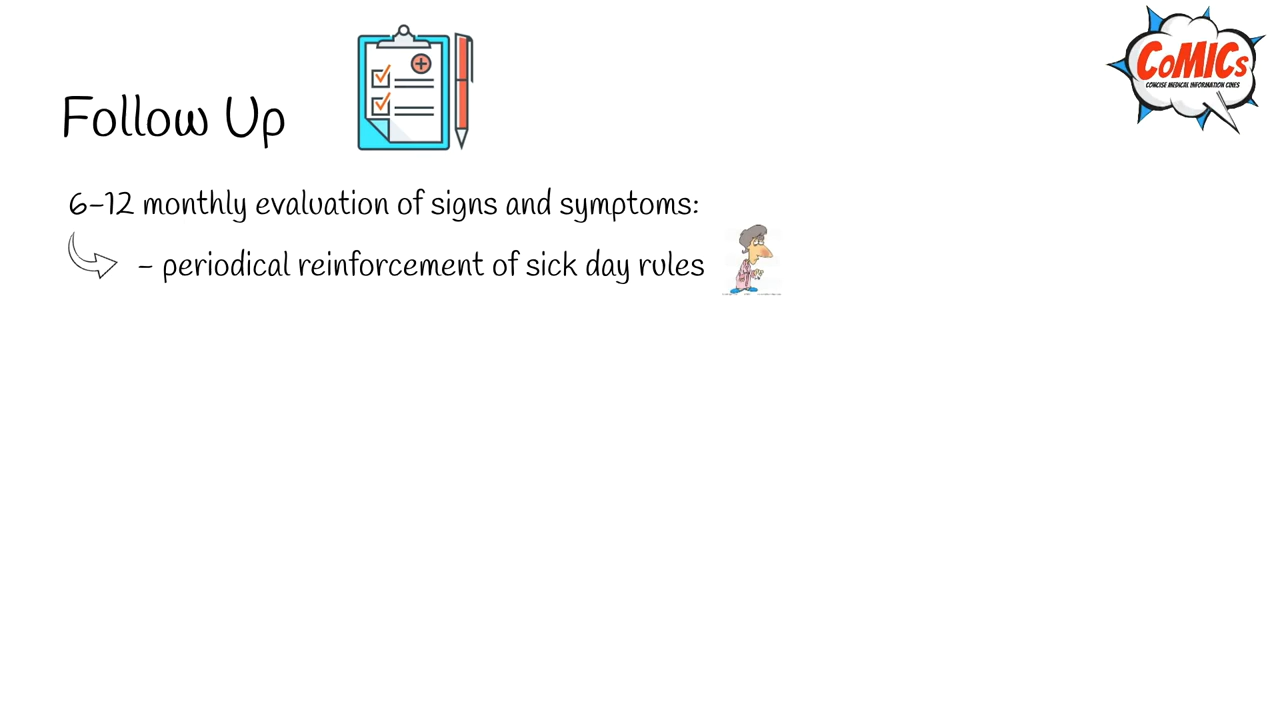 CoMICs
CONCISE MEDICAL INFORMATION CINES
Follow Up
6-12 monthly evaluation of signs and symptoms:
- periodical reinforcement of sick day rules